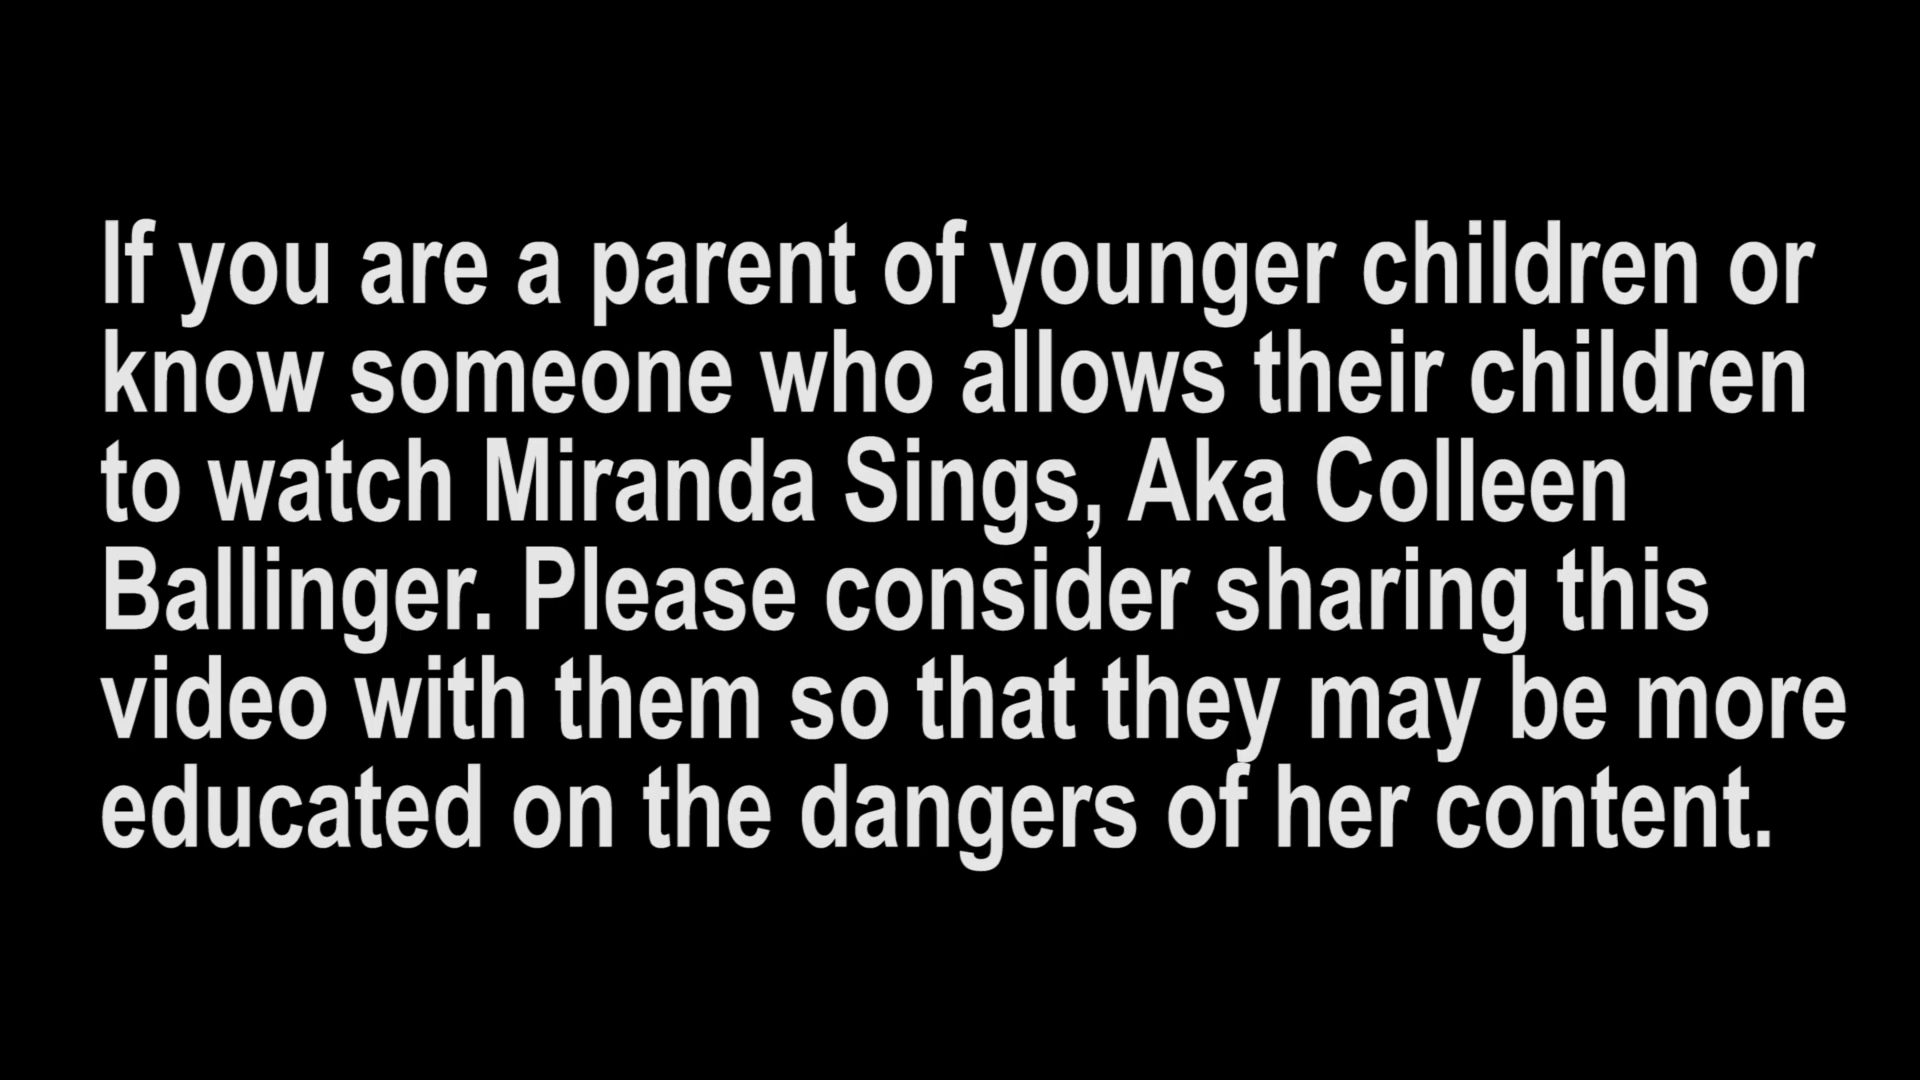 If you are a parent of younger children or
know someone who allows their children
to watch Miranda Sings, Aka Colleen
Ballinger. Please consider sharing this
video with them so that they may be more
educated on the dangers of her content.